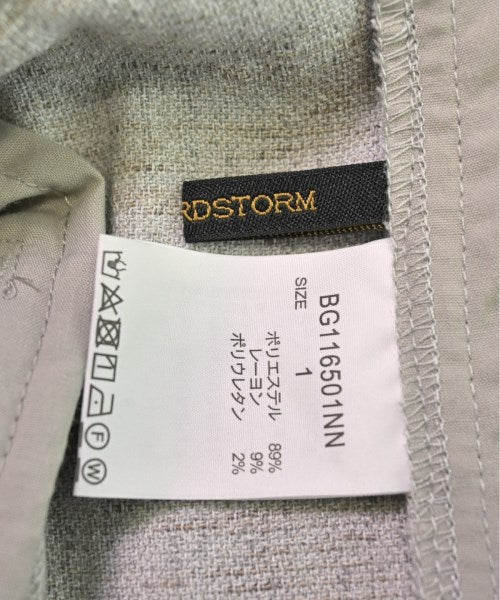 RDSTORM
BG116501NN
SIZE 1
ポリエステル 89%
レーヨン 9%
ポリウレタン 2%
F
W